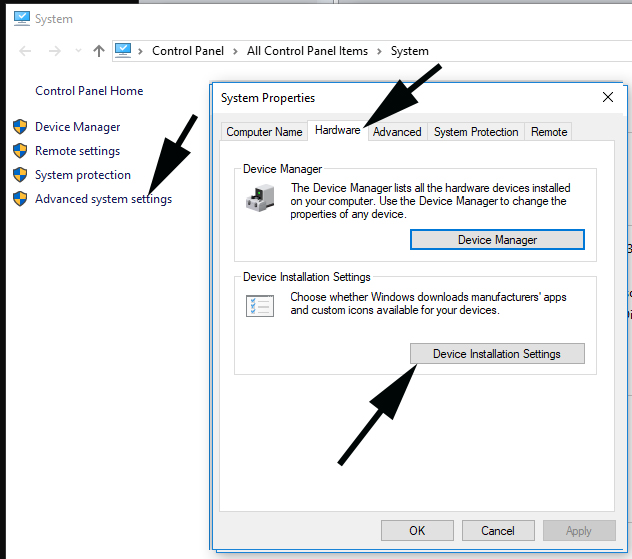 System
Control Panel > All Control Panel Items > System
Control Panel Home
Device Manager
Remote settings
System protection
Advanced system settings
System Properties
Computer Name Hardware Advanced System Protection Remote
Device Manager
The Device Manager lists all the hardware devices installed
on your computer. Use the Device Manager to change the
properties of any device.
Device Manager
Device Installation Settings
Choose whether Windows downloads manufacturers' apps
and custom icons available for your devices.
Device Installation Settings
OK Cancel Apply